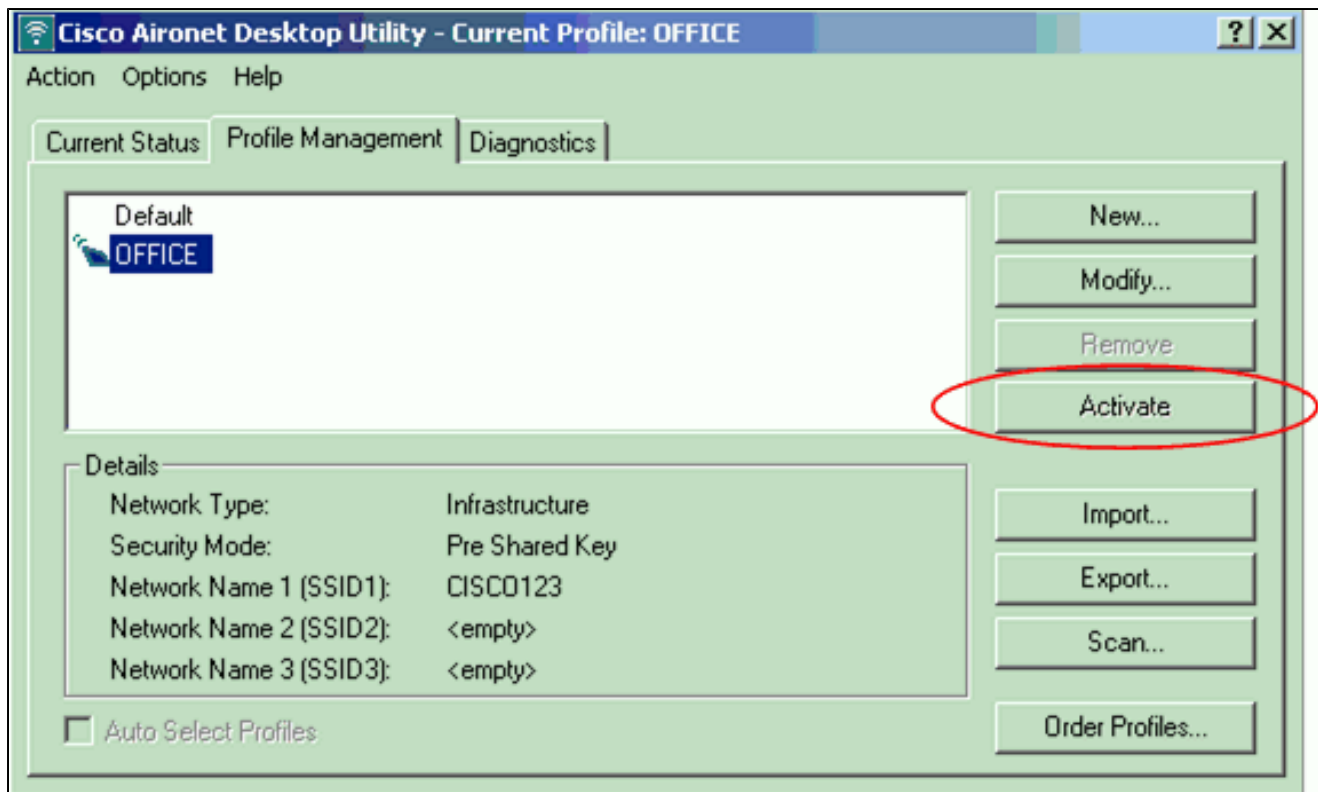 Cisco Aironet Desktop Utility - Current Profile: OFFICE
Action Options Help
Current Status Profile Management Diagnostics
Default
OFFICE
New...
Modify...
Remove
Activate
Details
Network Type: Infrastructure
Security Mode: Pre Shared Key
Network Name 1 (SSID1): CISCO123
Network Name 2 (SSID2): <empty>
Network Name 3 (SSID3): <empty>
Import...
Export...
Scan...
Auto Select Profiles
Order Profiles...